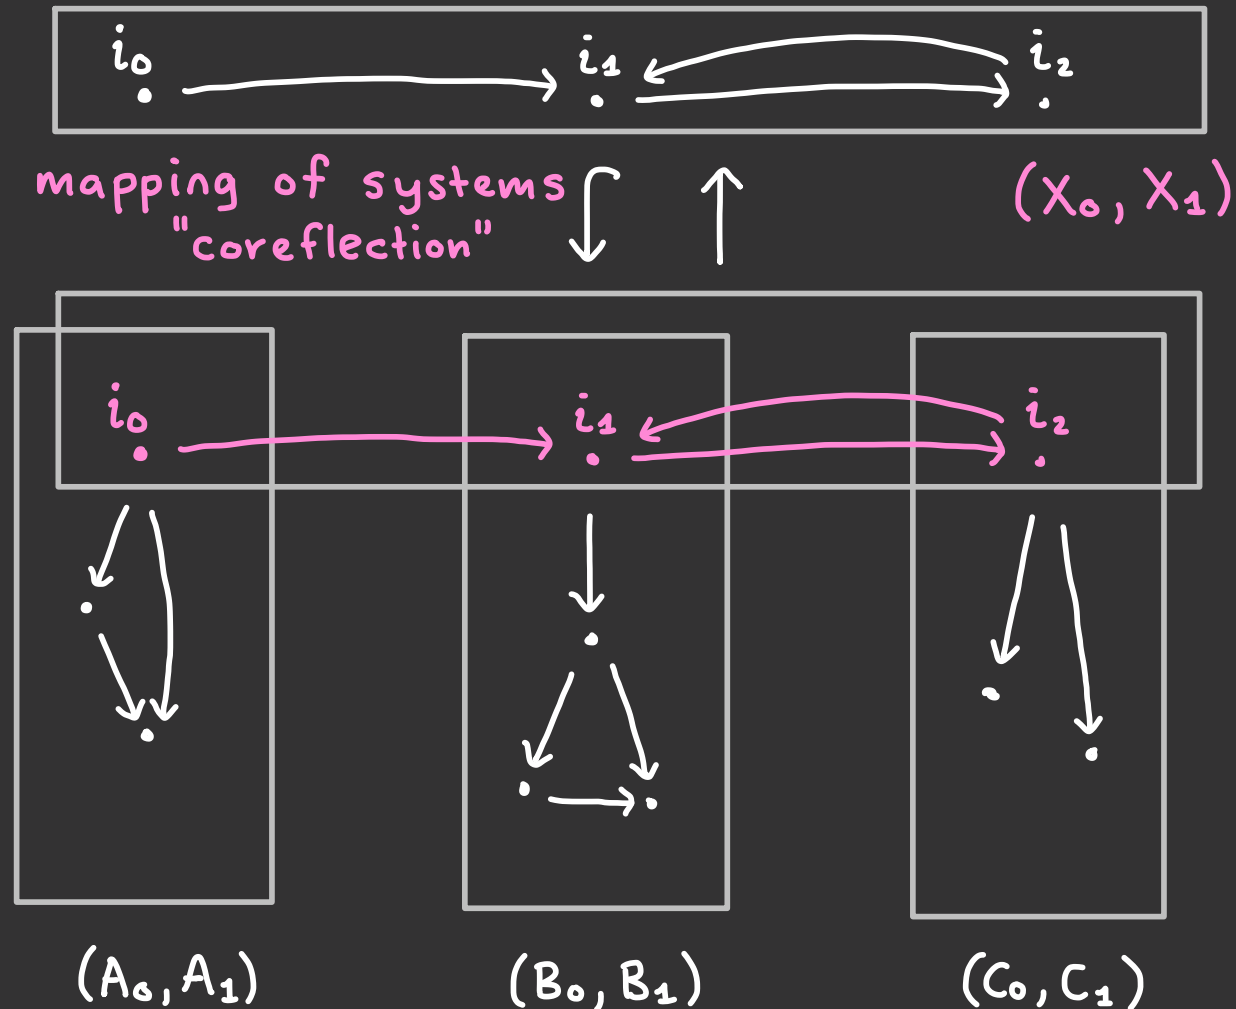 i₀ i₁ i₂
mapping of systems
"coreflection"
(X₀, X₁)
i₀ i₁ i₂
(A₀, A₁) (B₀, B₁) (C₀, C₁)